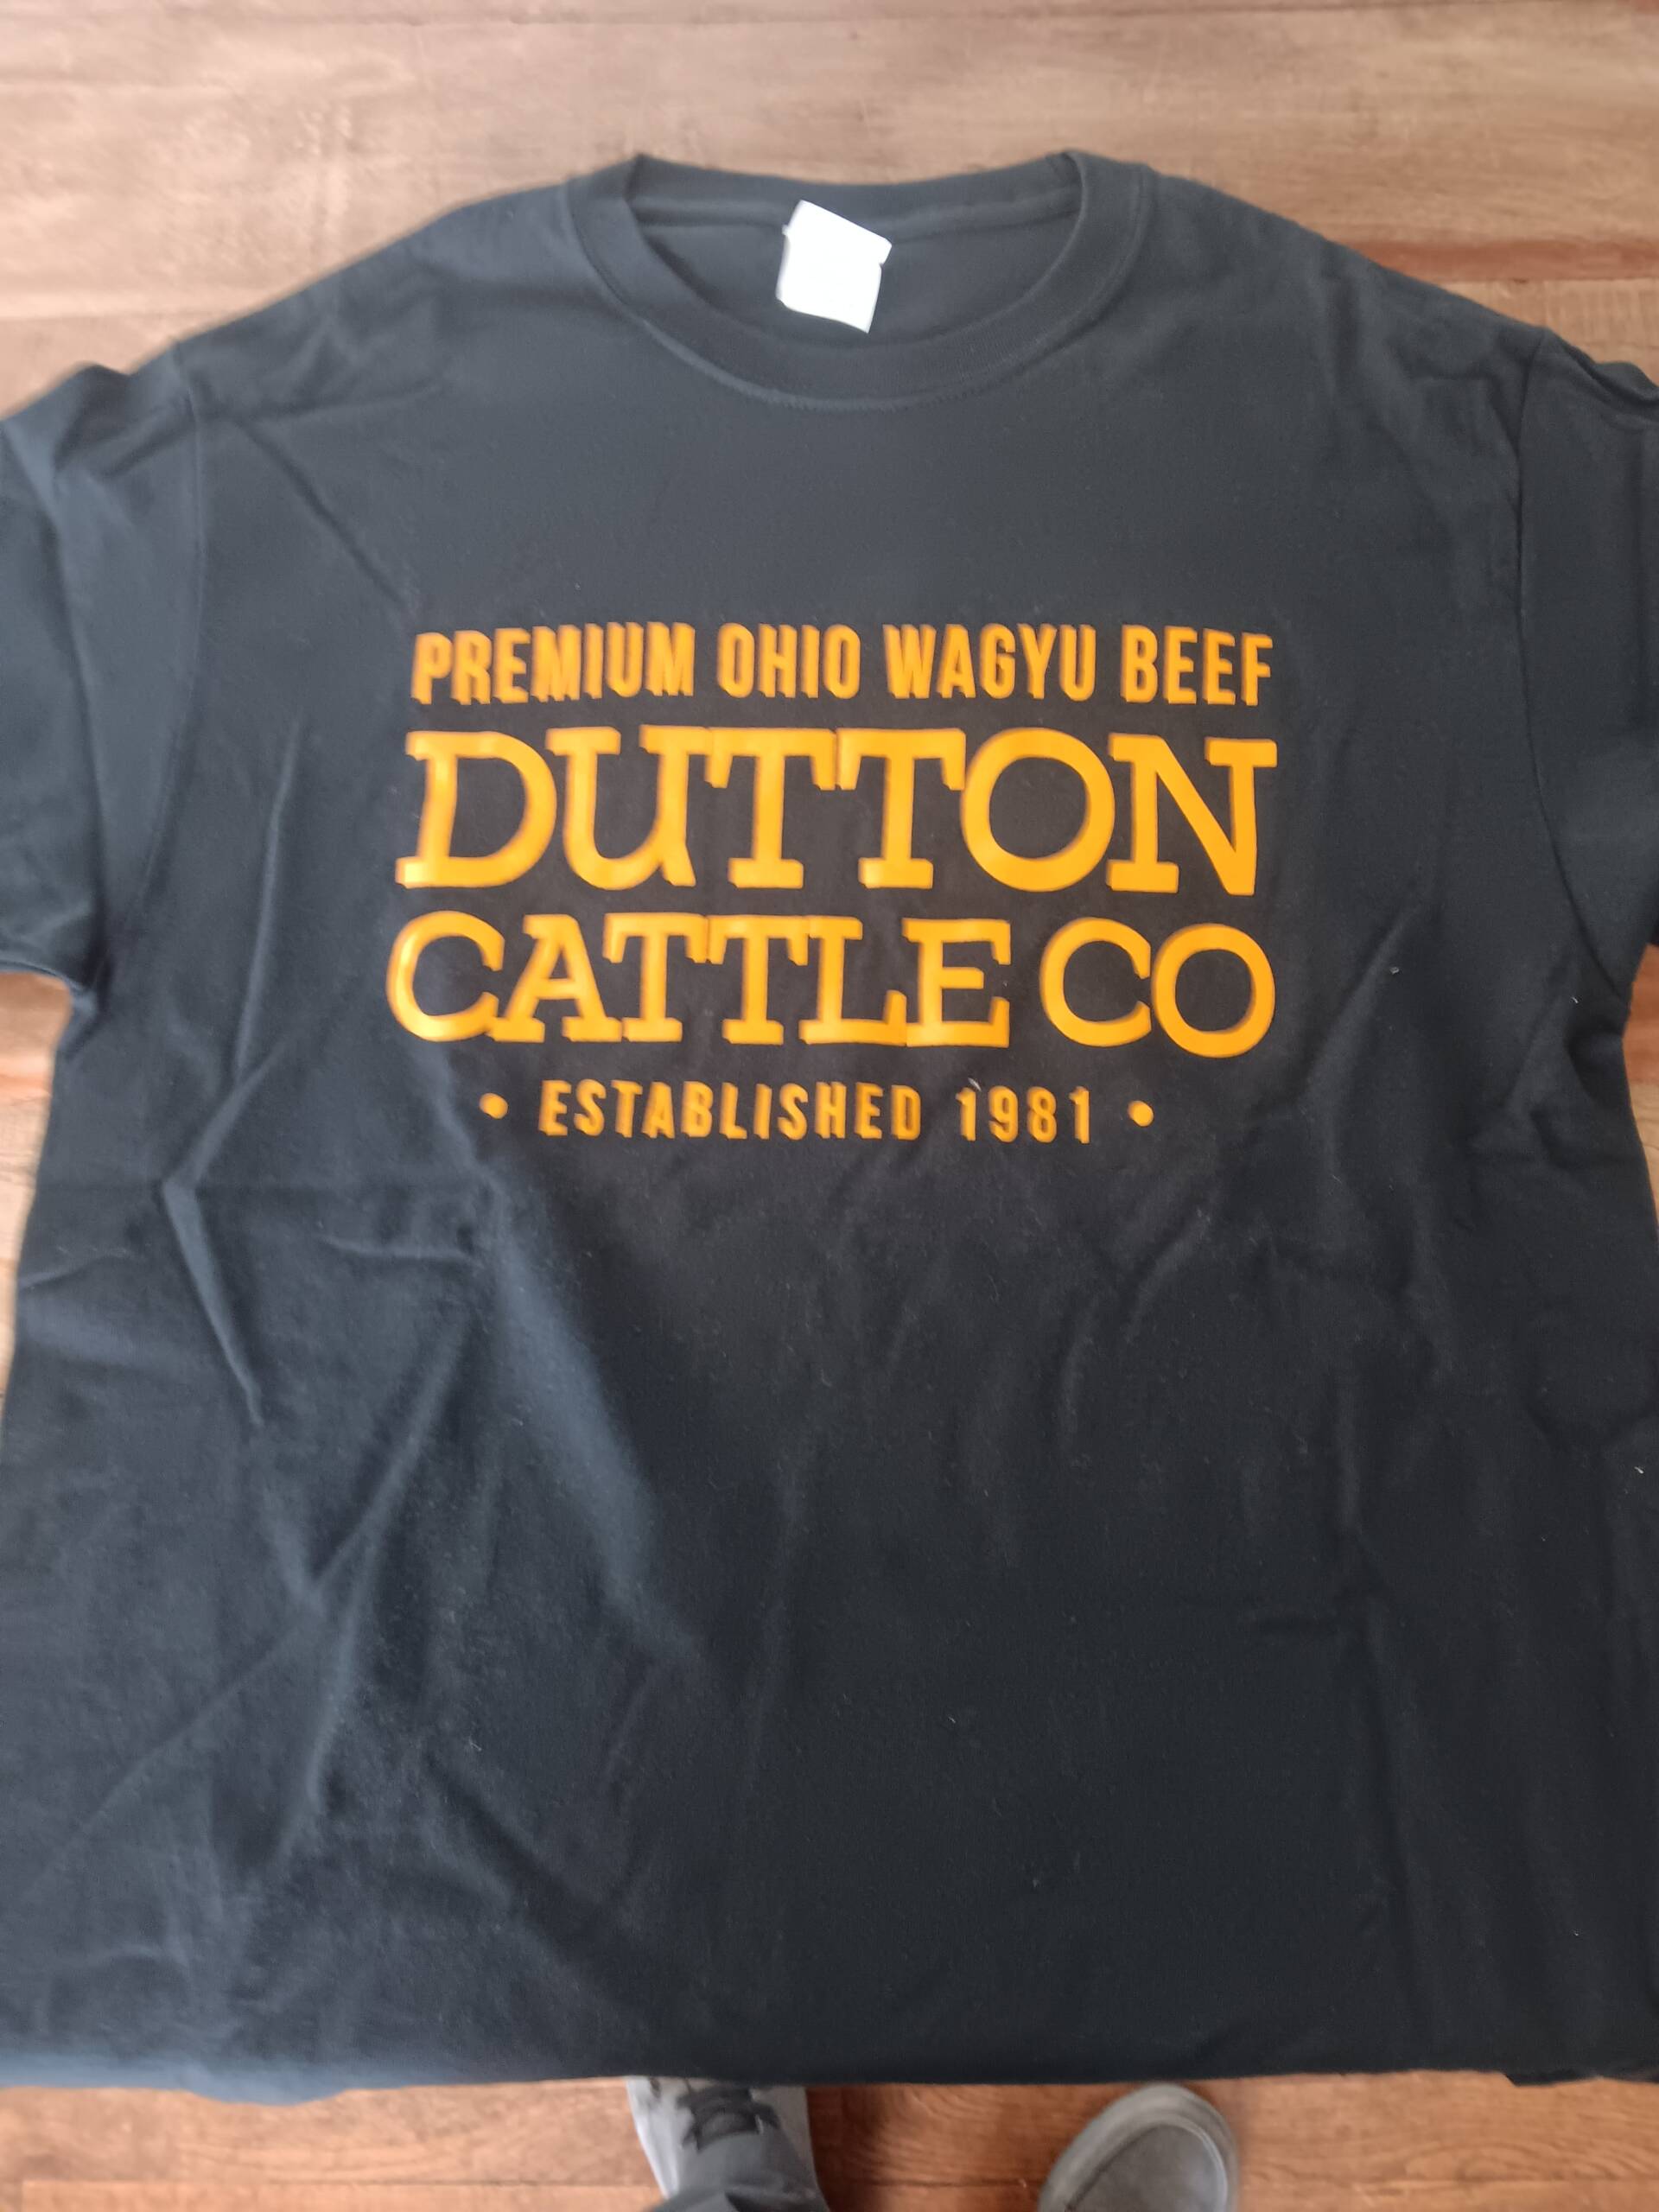 PREMIUM OHIO WAGYU BEEF
DUTTON
CATTLE CO
• ESTABLISHED 1981 •